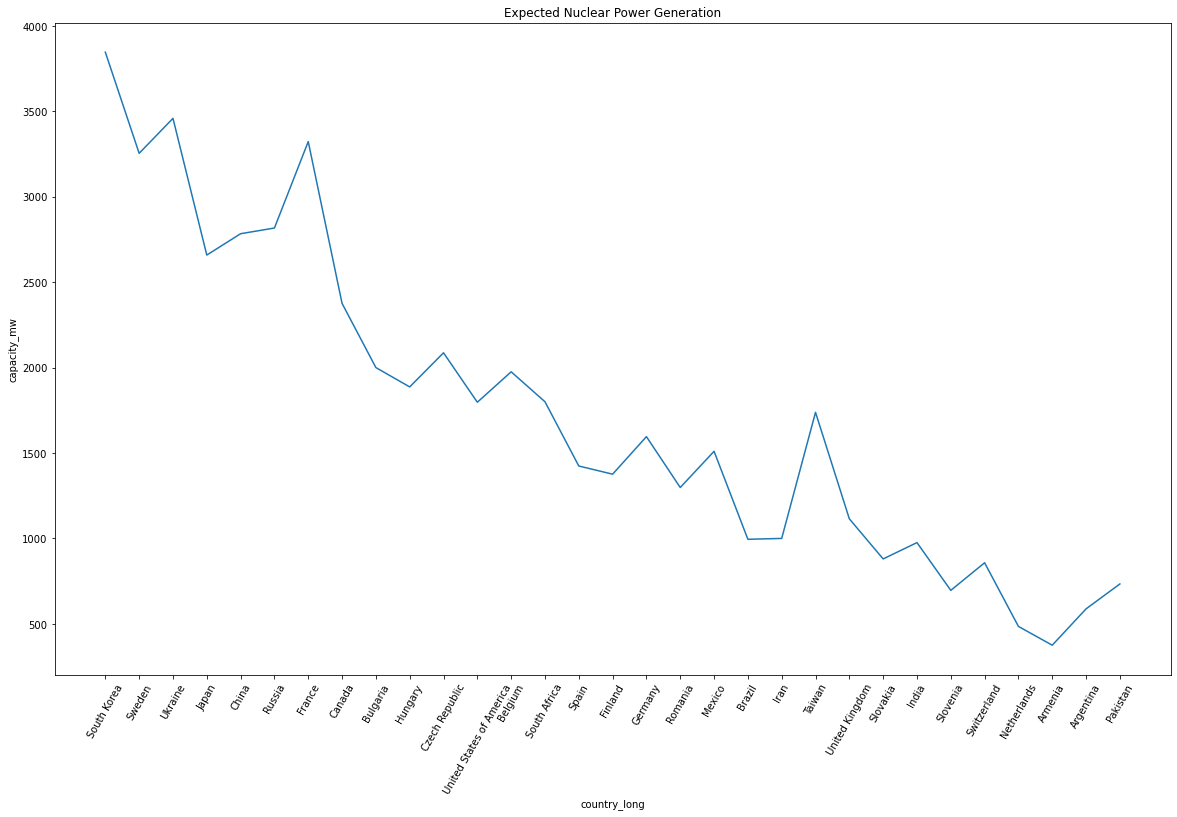 Expected Nuclear Power Generation
4000
3500
3000
2500
2000
1500
1000
500
capacity_mw
South Korea
Sweden
Ukraine
Japan
China
Russia
France
Canada
Bulgaria
Hungary
Czech Republic
United States of America
Belgium
South Africa
Spain
Finland
Germany
Romania
Mexico
Brazil
Iran
Taiwan
United Kingdom
Slovakia
India
Slovenia
Switzerland
Netherlands
Armenia
Argentina
Pakistan
country_long